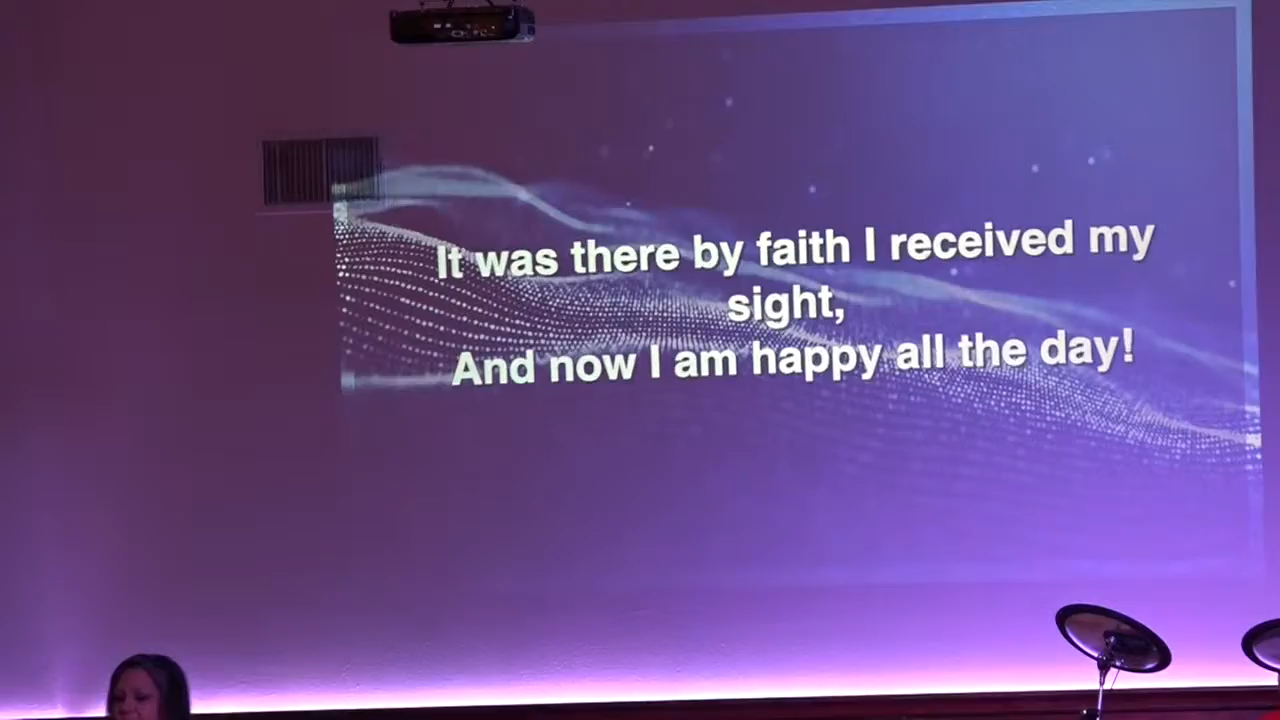 It was there by faith I received my
sight,
And now I am happy all the day!